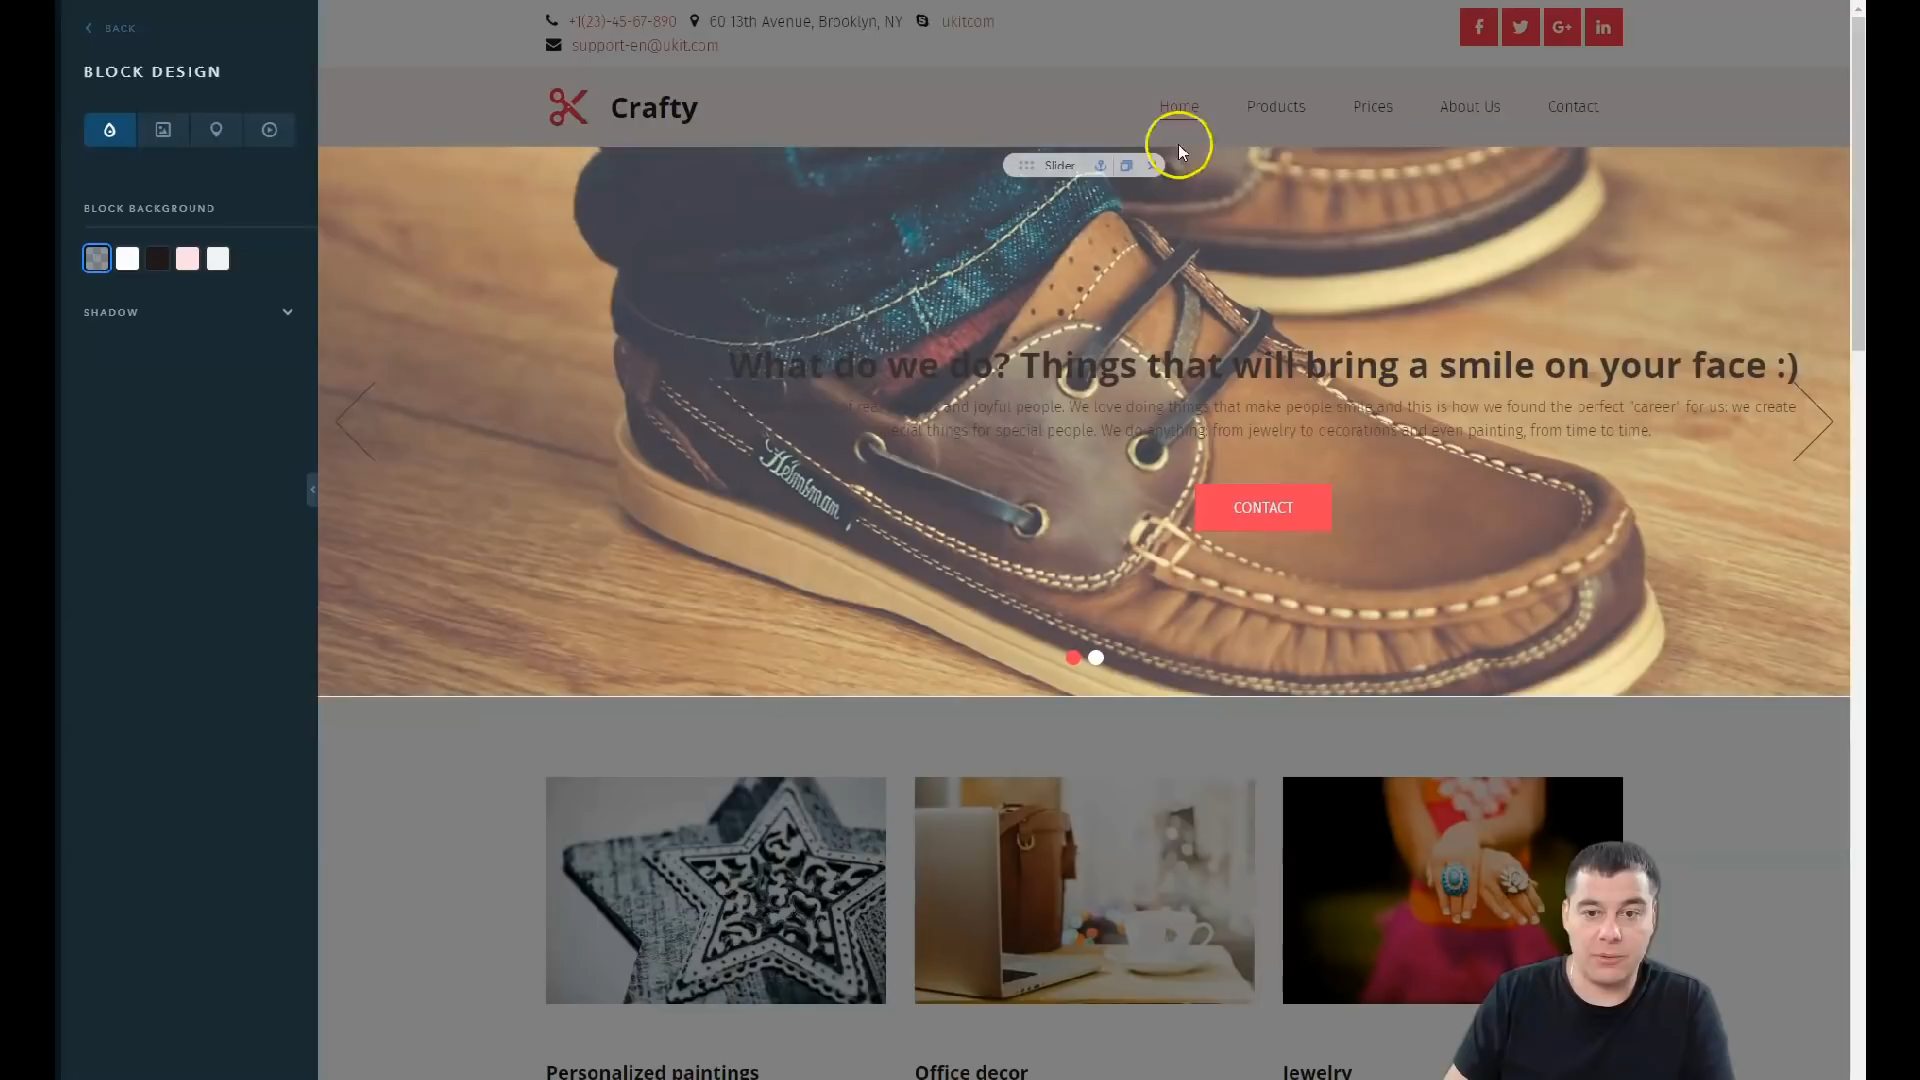 BACK
BLOCK DESIGN
BLOCK BACKGROUND
SHADOW
+1(23)-45-67-890 60 13th Avenue, Brooklyn, NY ukitcom
support-en@ukit.com
f G+ in
Crafty
Home Products Prices About Us Contact
Slider
What do we do? Things that will bring a smile on your face :)
and joyful people. We love doing things that make people smile and this is how we found the perfect "career" for us: we create
things for special people. We do anything: from jewelry to decorations and even painting, from time to time.
Helmsman
CONTACT
Personalized paintings
Office decor
Jewelry